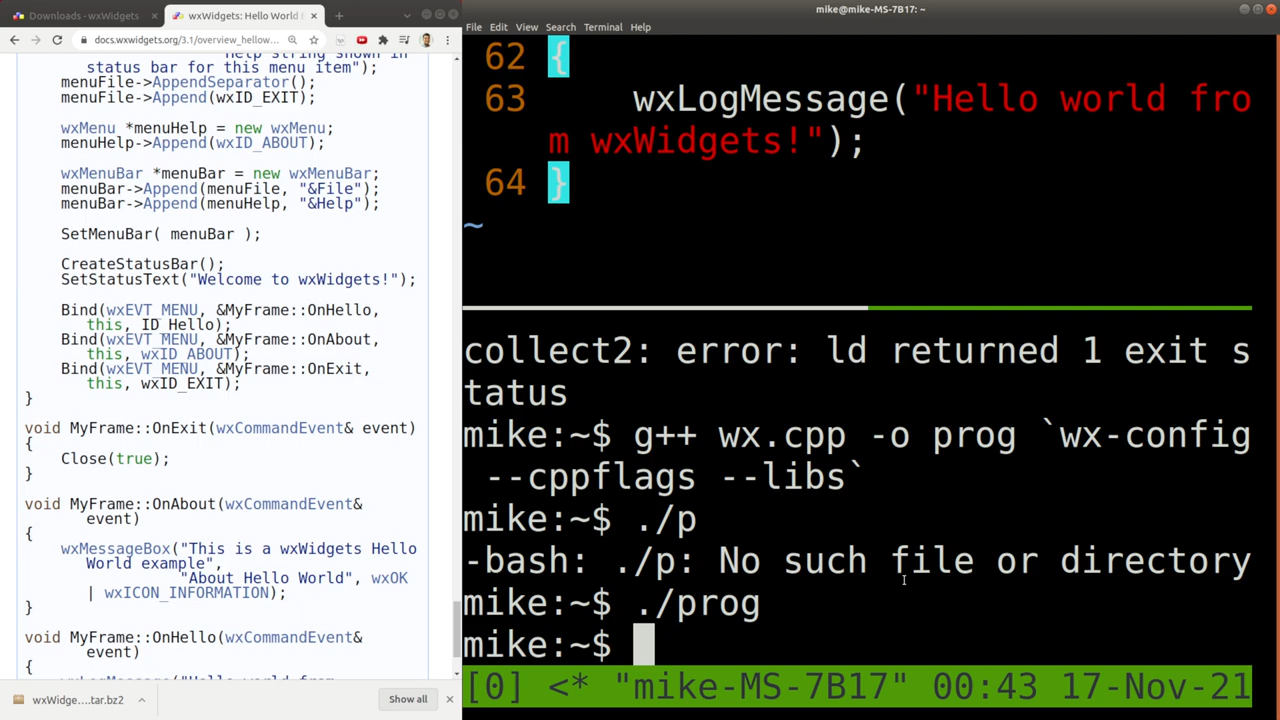 Downloads - wxWidgets
wxWidgets: Hello World
docs.wxwidgets.org/3.1/overview_hellow...
Help string shown in
status bar for this menu item");
menuFile->AppendSeparator();
menuFile->Append(wxID_EXIT);
wxMenu *menuHelp = new wxMenu;
menuHelp->Append(wxID_ABOUT);
wxMenuBar *menuBar = new wxMenuBar;
menuBar->Append(menuFile, "&File");
menuBar->Append(menuHelp, "&Help");
SetMenuBar( menuBar );
CreateStatusBar();
SetStatusText("Welcome to wxWidgets!");
Bind(wxEVT_MENU, &MyFrame::OnHello,
this, ID_Hello);
Bind(wxEVT_MENU, &MyFrame::OnAbout,
this, wxID_ABOUT);
Bind(wxEVT_MENU, &MyFrame::OnExit,
this, wxID_EXIT);
}
void MyFrame::OnExit(wxCommandEvent& event)
{
Close(true);
}
void MyFrame::OnAbout(wxCommandEvent&
event)
{
wxMessageBox("This is a wxWidgets Hello
World example",
"About Hello World", wxOK
| wxICON_INFORMATION);
}
void MyFrame::OnHello(wxCommandEvent&
event)
{
wxLogMessage("Hello world from
wxWidge....tar.bz2
Show all
mike@mike-MS-7B17: ~
File Edit View Search Terminal Help
62 {
63 wxLogMessage("Hello world fro
m wxWidgets!");
64 }
~
collect2: error: ld returned 1 exit s
tatus
mike:~$ g++ wx.cpp -o prog `wx-config
--cppflags --libs`
mike:~$ ./p
-bash: ./p: No such file or directory
mike:~$ ./prog
mike:~$
[0] <* "mike-MS-7B17" 00:43 17-Nov-21